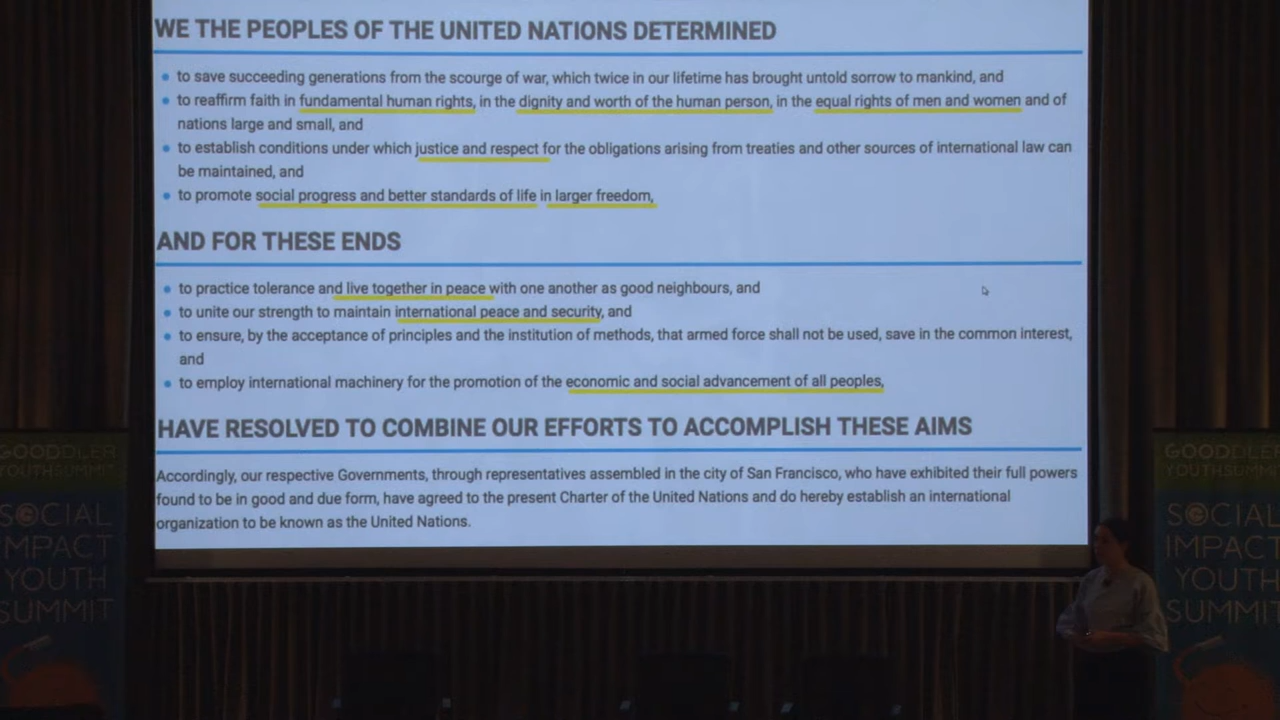 WE THE PEOPLES OF THE UNITED NATIONS DETERMINED
to save succeeding generations from the scourge of war, which twice in our lifetime has brought untold sorrow to mankind, and
to reaffirm faith in fundamental human rights, in the dignity and worth of the human person, in the equal rights of men and women and of
nations large and small, and
to establish conditions under which justice and respect for the obligations arising from treaties and other sources of international law can
be maintained, and
to promote social progress and better standards of life in larger freedom,
AND FOR THESE ENDS
to practice tolerance and live together in peace with one another as good neighbours, and
to unite our strength to maintain international peace and security, and
to ensure, by the acceptance of principles and the institution of methods, that armed force shall not be used, save in the common interest,
and
to employ international machinery for the promotion of the economic and social advancement of all peoples,
HAVE RESOLVED TO COMBINE OUR EFFORTS TO ACCOMPLISH THESE AIMS
Accordingly, our respective Governments, through representatives assembled in the city of San Francisco, who have exhibited their full powers
found to be in good and due form, have agreed to the present Charter of the United Nations and do hereby establish an international
organization to be known as the United Nations.
GOODDLER
YOUTHSUMMIT
SOCIAL
IMPACT
YOUTH
SUMMIT
GOODDLER
YOUTHSUMMI
SOCIAL
IMPACT
YOUTH
SUMMIT